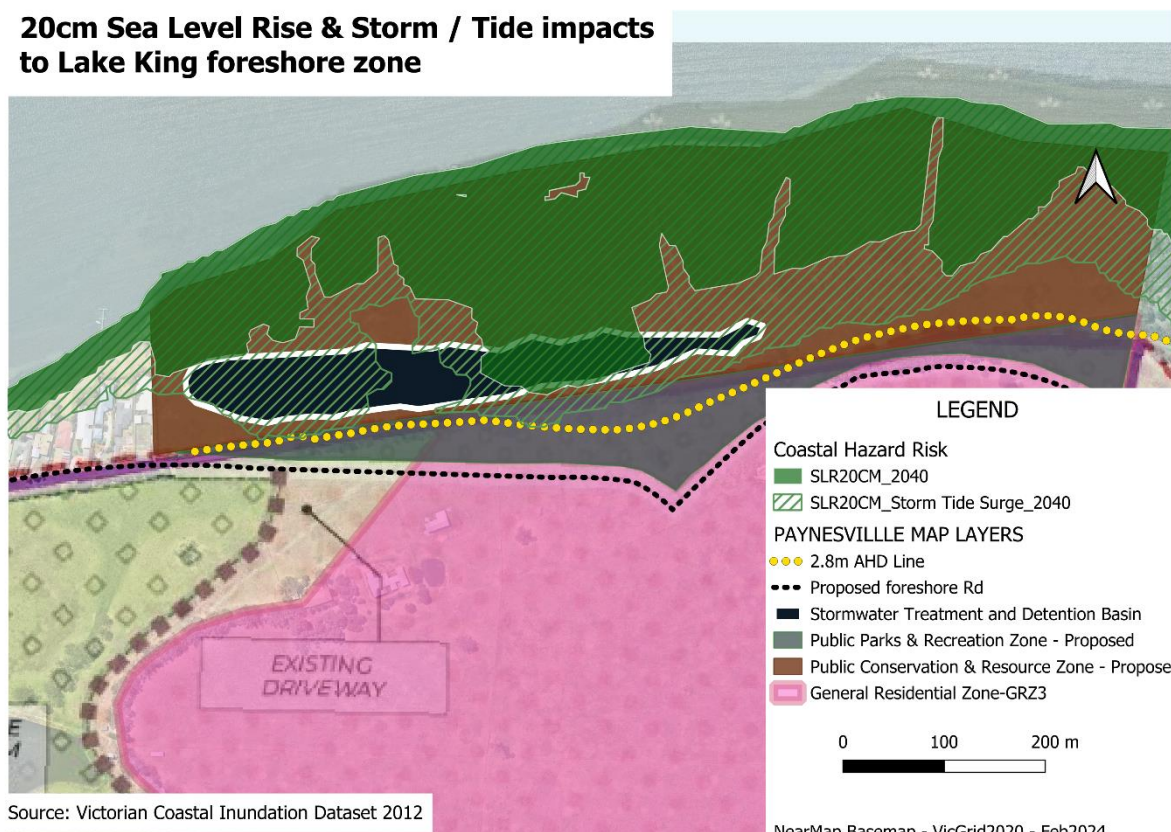 20cm Sea Level Rise & Storm / Tide impacts
to Lake King foreshore zone
EXISTING
DRIVEWAY
E
M
LEGEND
Coastal Hazard Risk
SLR20CM_2040
SLR20CM_Storm Tide Surge_2040
PAYNESVILLLE MAP LAYERS
2.8m AHD Line
Proposed foreshore Rd
Stormwater Treatment and Detention Basin
Public Parks & Recreation Zone - Proposed
Public Conservation & Resource Zone - Propose
General Residential Zone-GRZ3
0 100 200 m
Source: Victorian Coastal Inundation Dataset 2012
NearMap Basemap - VicGrid2020 - Feb2024